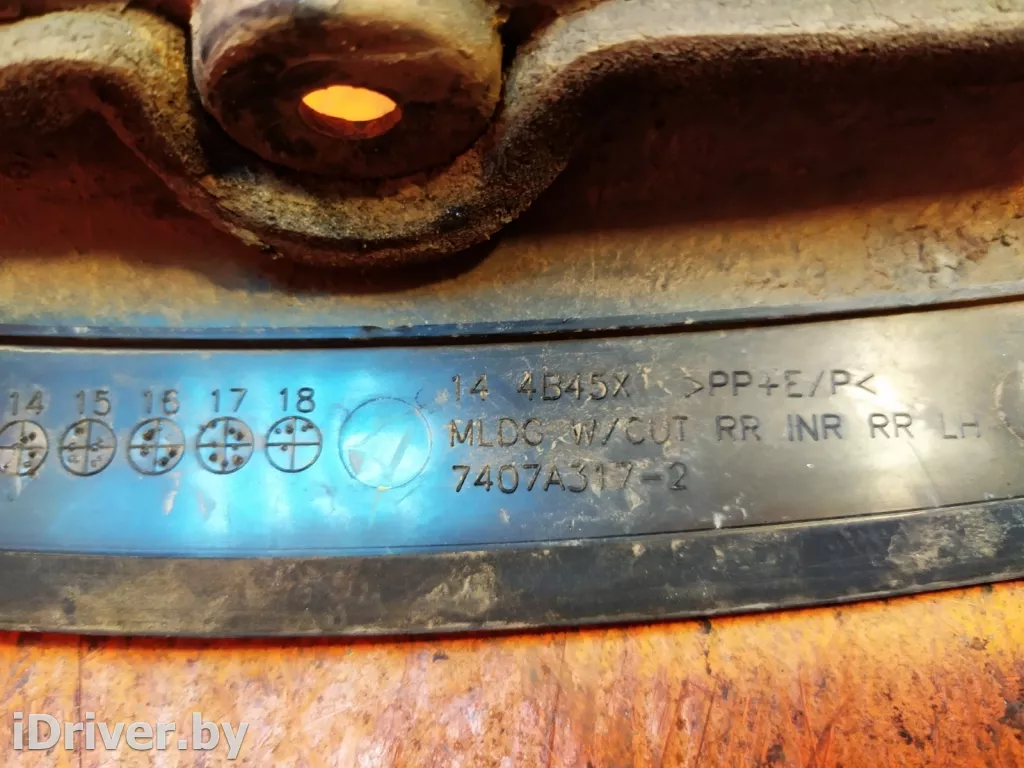 14 15 16 17 18
14 4B45X >PP+E/P<
MLDG W/CUT RR INR RR LH
7407A317-2
iDriver.by